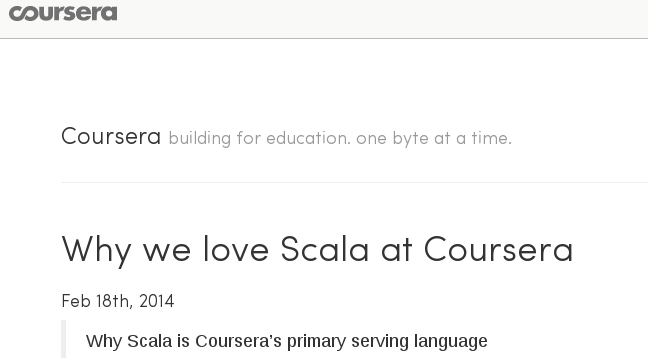 coursera
Coursera building for education. one byte at a time.
Why we love Scala at Coursera
Feb 18th, 2014
Why Scala is Coursera’s primary serving language